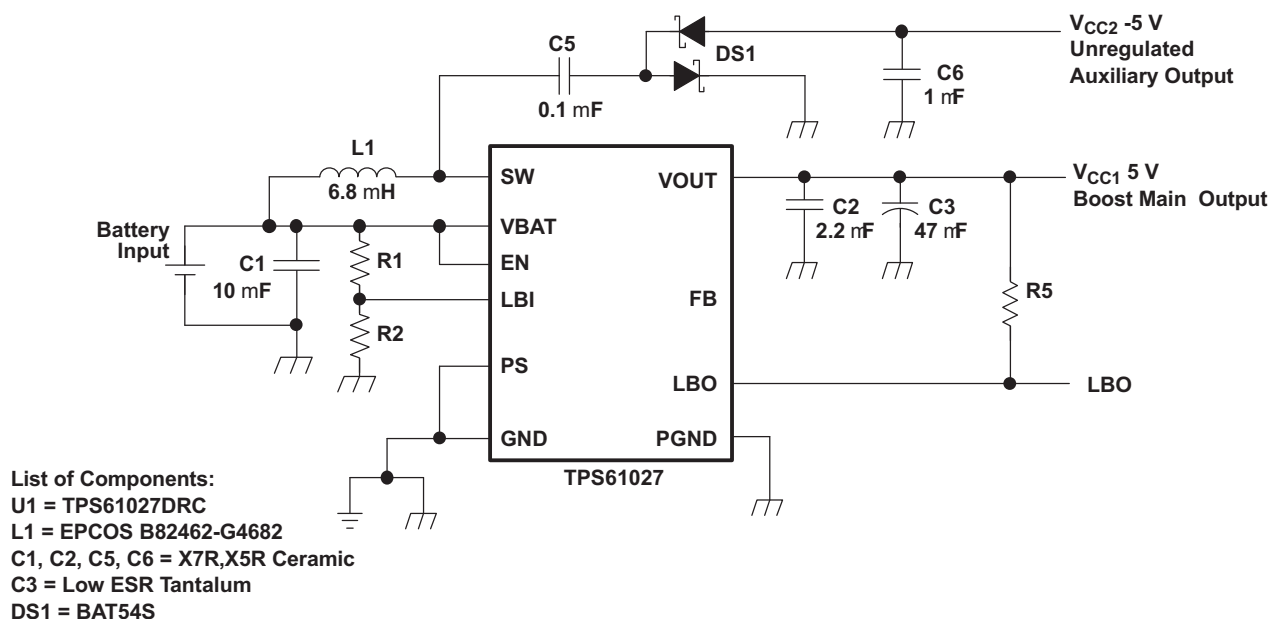 C5
0.1 mF
DS1
C6
1 mF
VCC2 -5 V
Unregulated
Auxiliary Output
L1
6.8 mH
Battery
Input
C1
10 mF
R1
R2
SW
VBAT
EN
LBI
PS
GND
VOUT
FB
LBO
PGND
TPS61027
C2
2.2 mF
C3
47 mF
VCC1 5 V
Boost Main Output
R5
LBO
List of Components:
U1 = TPS61027DRC
L1 = EPCOS B82462-G4682
C1, C2, C5, C6 = X7R,X5R Ceramic
C3 = Low ESR Tantalum
DS1 = BAT54S